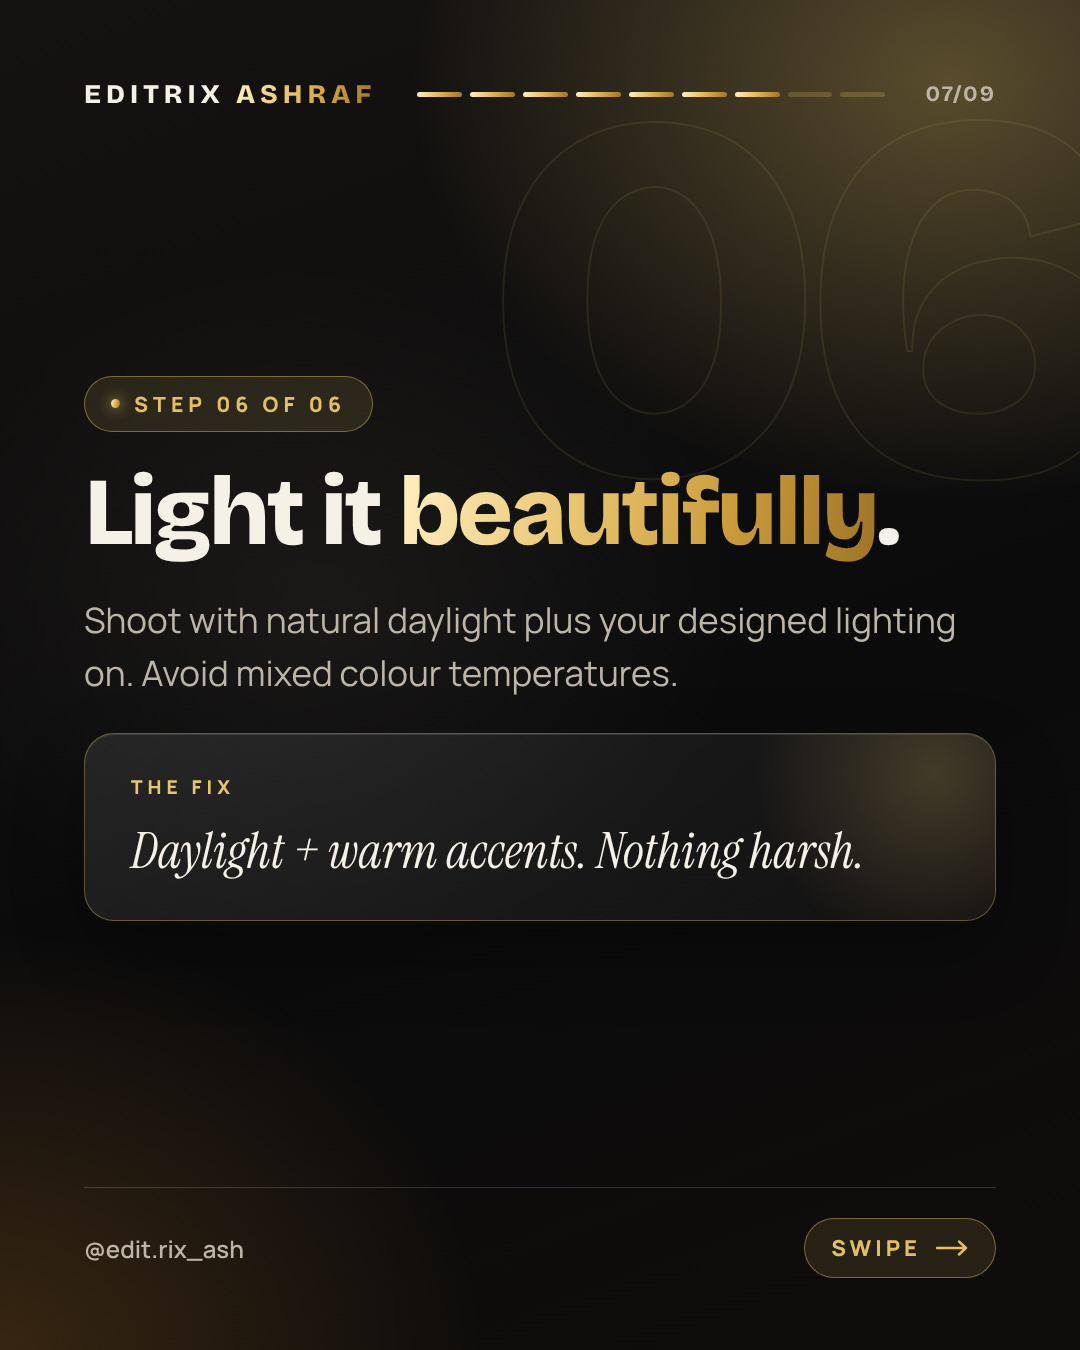 EDITRIX ASHRAF
07/09
06
STEP 06 OF 06
Light it beautifully.
Shoot with natural daylight plus your designed lighting
on. Avoid mixed colour temperatures.
THE FIX
Daylight + warm accents. Nothing harsh.
@edit.rix_ash
SWIPE →